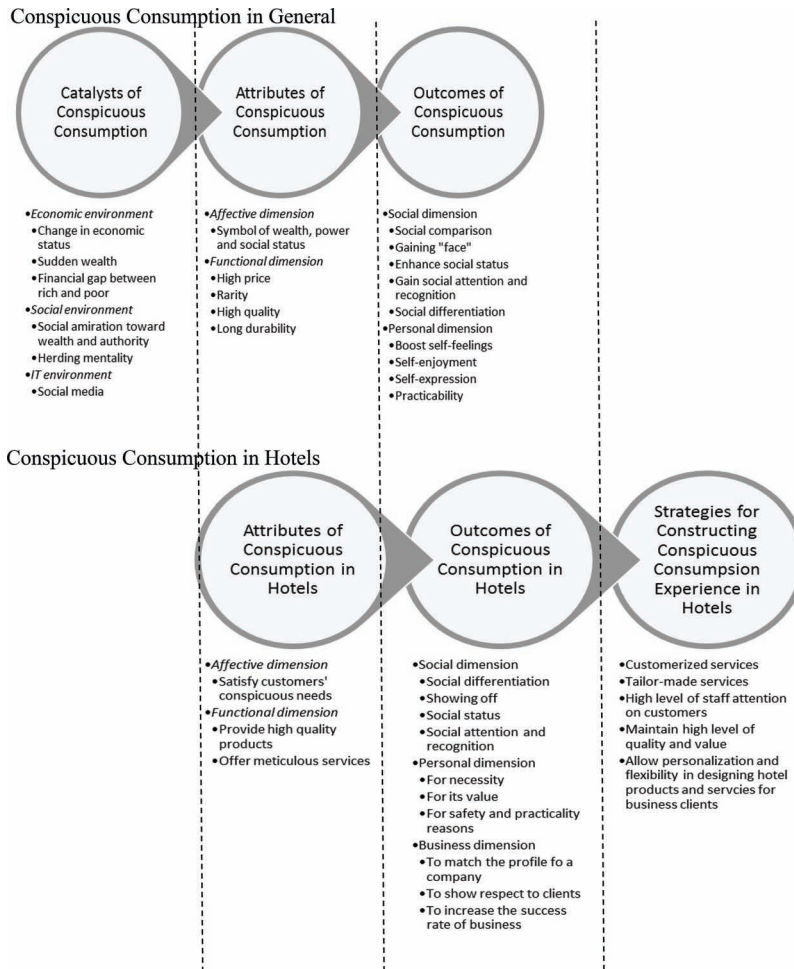 Conspicuous Consumption in General
Catalysts of
Conspicuous
Consumption
Attributes of
Conspicuous
Consumption
Outcomes of
Conspicuous
Consumption
•Economic environment
•Change in economic
status
•Sudden wealth
•Financial gap between
rich and poor
•Social environment
•Social amiration toward
wealth and authority
•Herding mentality
•IT environment
•Social media
•Affective dimension
•Symbol of wealth, power
and social status
•Functional dimension
•High price
•Rarity
•High quality
•Long durability
•Social dimension
•Social comparison
•Gaining "face"
•Enhance social status
•Gain social attention and
recognition
•Social differentiation
•Personal dimension
•Boost self-feelings
•Self-enjoyment
•Self-expression
•Practicability
Conspicuous Consumption in Hotels
Attributes of
Conspicuous
Consumption in
Hotels
Outcomes of
Conspicuous
Consumption in
Hotels
Strategies for
Constructing
Conspicuous
Consumpsion
Experience in
Hotels
•Affective dimension
•Satisfy customers'
conspicuous needs
•Functional dimension
•Provide high quality
products
•Offer meticulous services
•Social dimension
•Social differentiation
•Showing off
•Social status
•Social attention and
recognition
•Personal dimension
•For necessity
•For its value
•For safety and practicality
reasons
•Business dimension
•To match the profile fo a
company
•To show respect to clients
•To increase the success
rate of business
•Customerized services
•Tailor-made services
•High level of staff attention
on customers
•Maintain high level of
quality and value
•Allow personalization and
flexibility in designing hotel
products and servcies for
business clients